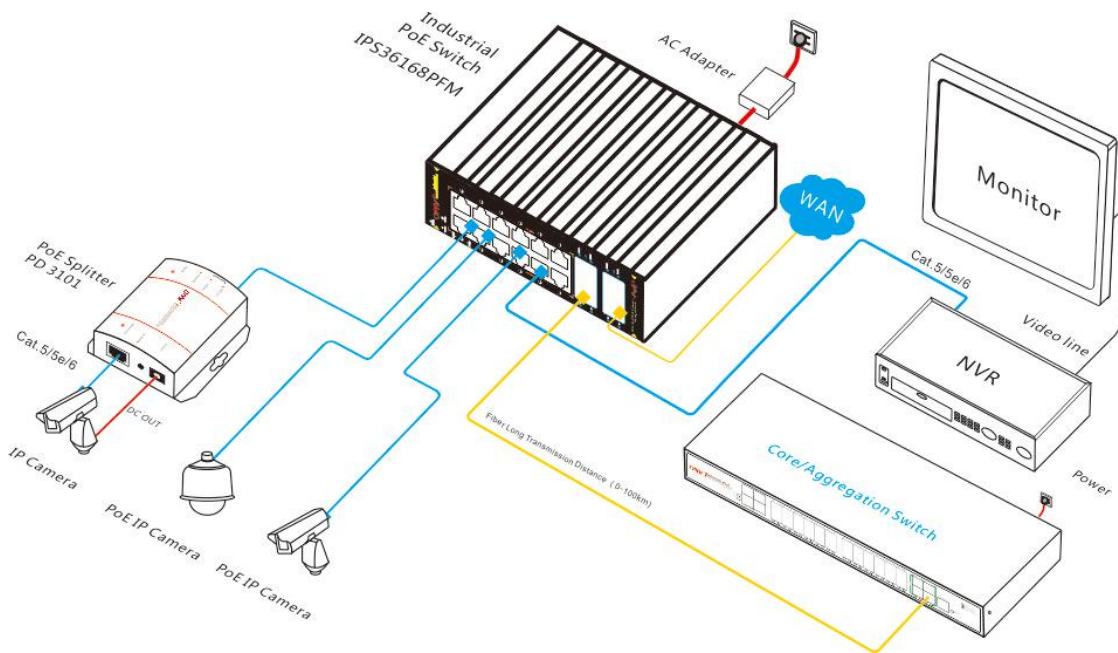 Industrial
PoE Switch
IPS36168PFM
AC Adapter
WAN
Monitor
PoE Splitter
PD 3101
Cat.5/5e/6
DC OUT
IP Camera
PoE IP Camera
PoE IP Camera
Cat.5/5e/6
Video line
NVR
Fiber Long Transmission Distance ( 0-100km)
Core/Aggregation Switch
Power